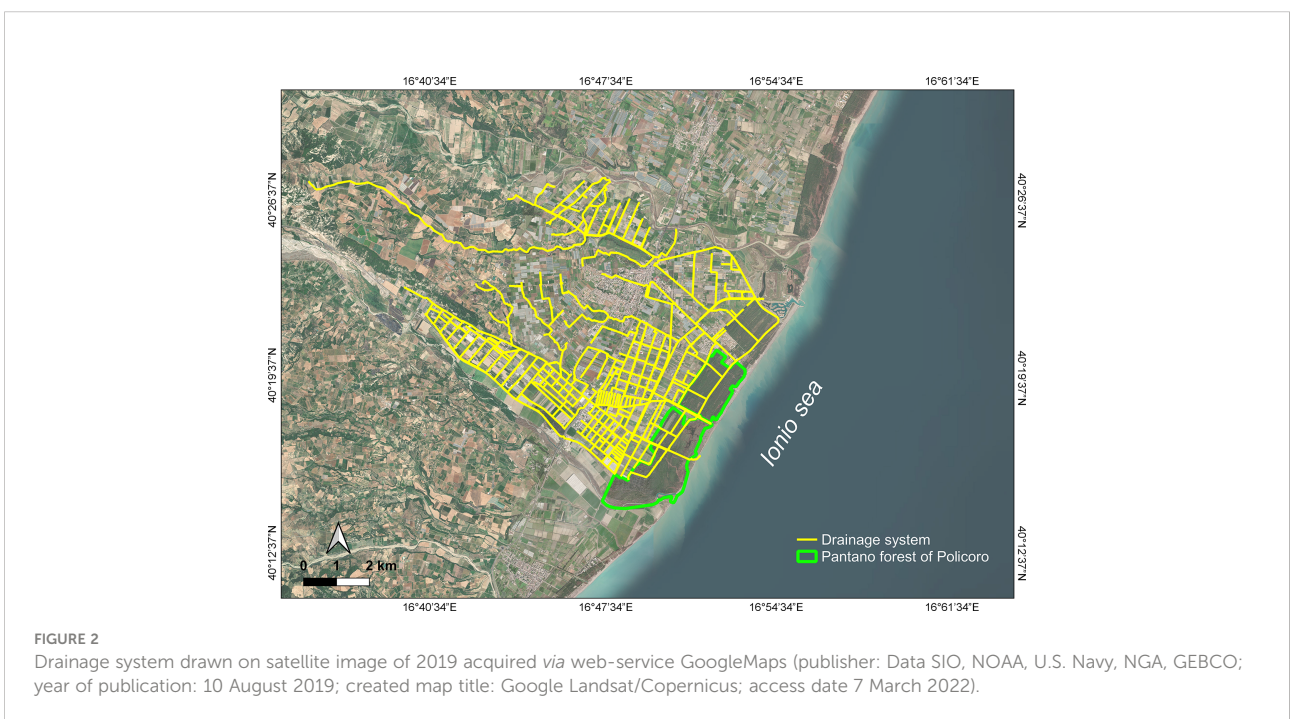 16°40'34"E 16°47'34"E 16°54'34"E 16°61'34"E
40°26'37"N 40°26'37"N
40°19'37"N 40°19'37"N
Ionio sea
40°12'37"N 40°12'37"N
Drainage system
Pantano forest of Policoro
0 1 2 km
16°40'34"E 16°47'34"E 16°54'34"E 16°61'34"E
FIGURE 2
Drainage system drawn on satellite image of 2019 acquired via web-service GoogleMaps (publisher: Data SIO, NOAA, U.S. Navy, NGA, GEBCO;
year of publication: 10 August 2019; created map title: Google Landsat/Copernicus; access date 7 March 2022).